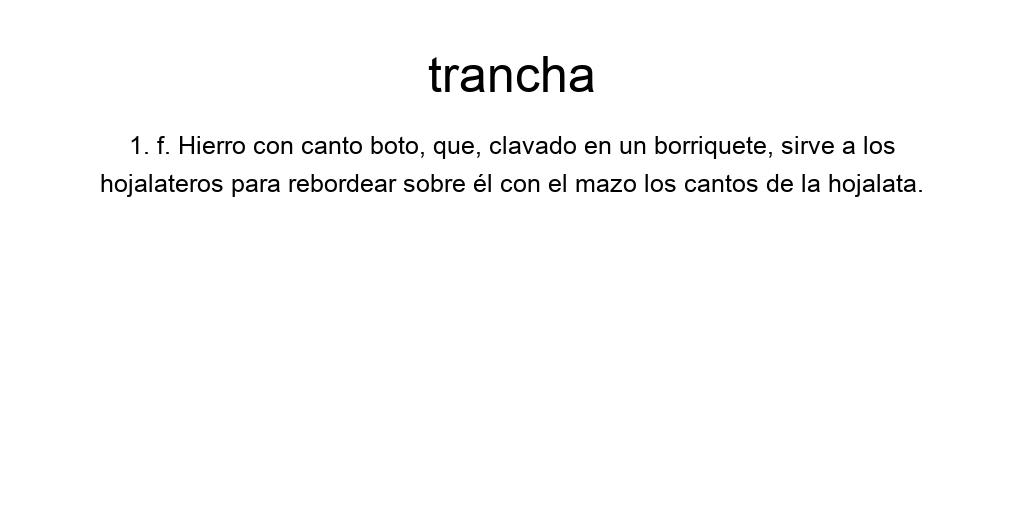 trancha
1. f. Hierro con canto boto, que, clavado en un borriquete, sirve a los
hojalateros para rebordear sobre él con el mazo los cantos de la hojalata.